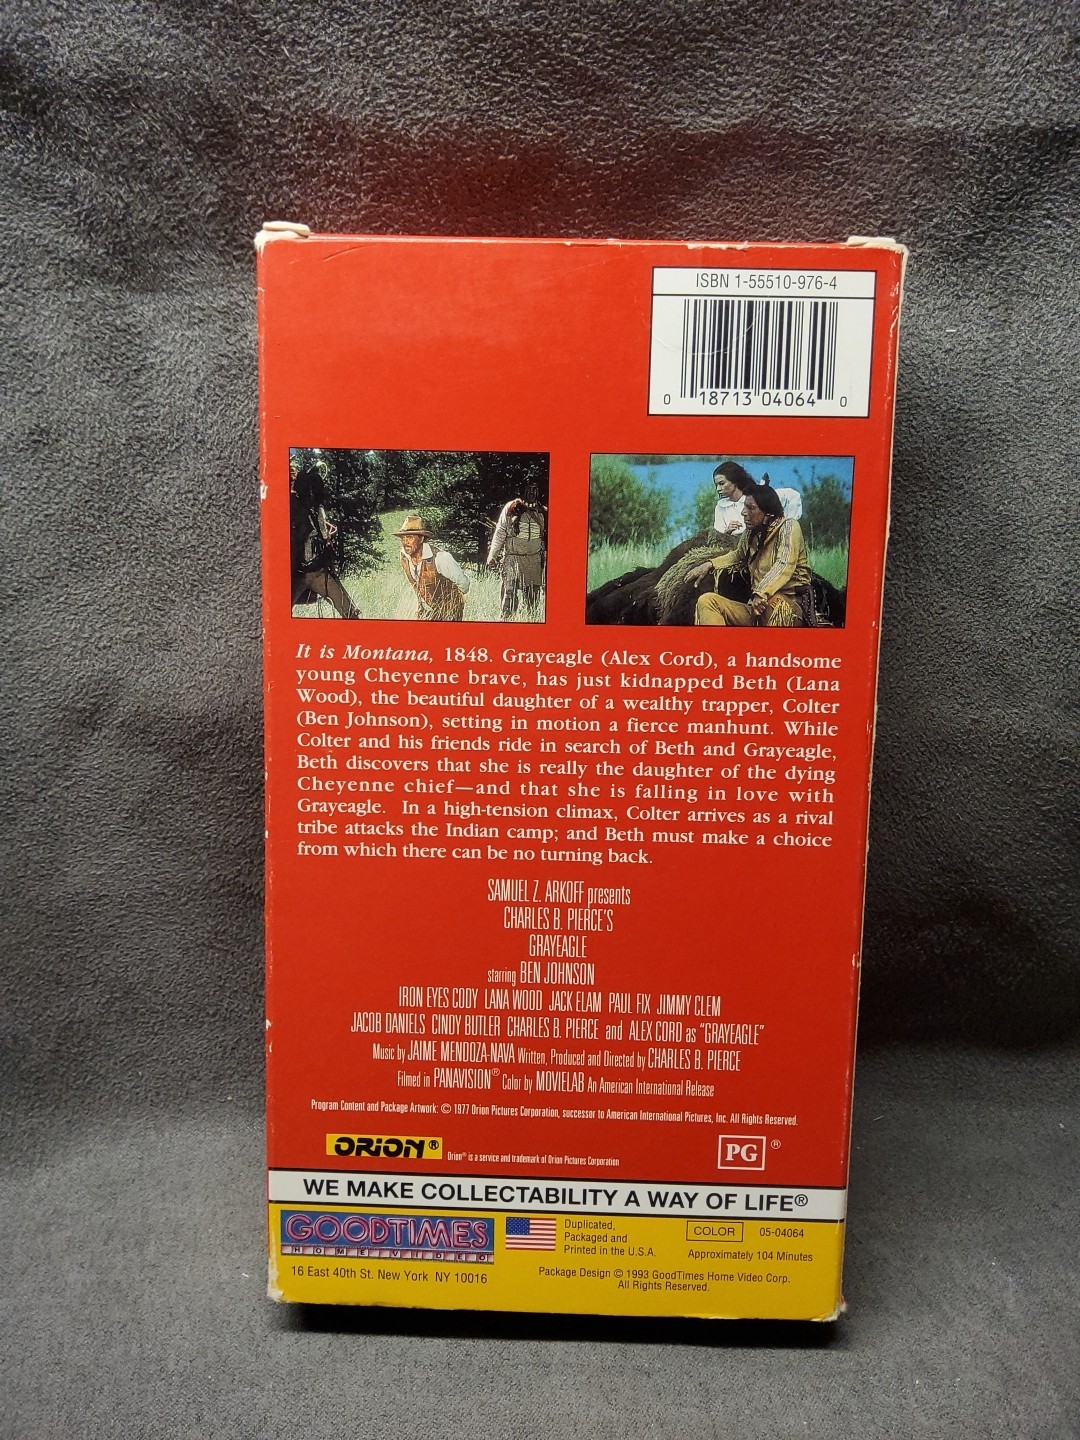 ISBN 1-55510-976-4
0 18713 04064 0
It is Montana, 1848. Grayeagle (Alex Cord), a handsome
young Cheyenne brave, has just kidnapped Beth (Lana
Wood), the beautiful daughter of a wealthy trapper, Colter
(Ben Johnson), setting in motion a fierce manhunt. While
Colter and his friends ride in search of Beth and Grayeagle,
Beth discovers that she is really the daughter of the dying
Cheyenne chief—and that she is falling in love with
Grayeagle. In a high-tension climax, Colter arrives as a rival
tribe attacks the Indian camp; and Beth must make a choice
from which there can be no turning back.
SAMUEL Z. ARKOFF presents
CHARLES B. PIERCE'S
GRAYEAGLE
starring BEN JOHNSON
IRON EYES CODY LANA WOOD JACK ELAM PAUL FIX JIMMY CLEM
JACOB DANIELS CINDY BUTLER CHARLES B. PIERCE and ALEX CORD as "GRAYEAGLE"
Music by JAIME MENDOZA-NAVA Written, Produced and Directed by CHARLES B. PIERCE
Filmed in PANAVISION® Color by MOVIELAB An American International Release
Program Content and Package Artwork: © 1977 Orion Pictures Corporation, successor to American International Pictures, Inc. All Rights Reserved.
ORION® Orion® is a service and trademark of Orion Pictures Corporation PG ®
WE MAKE COLLECTABILITY A WAY OF LIFE®
GOODTIMES
HOME VIDEO
16 East 40th St. New York NY 10016
Duplicated,
Packaged and
Printed in the U.S.A.
COLOR 05-04064
Approximately 104 Minutes
Package Design © 1993 GoodTimes Home Video Corp.
All Rights Reserved.